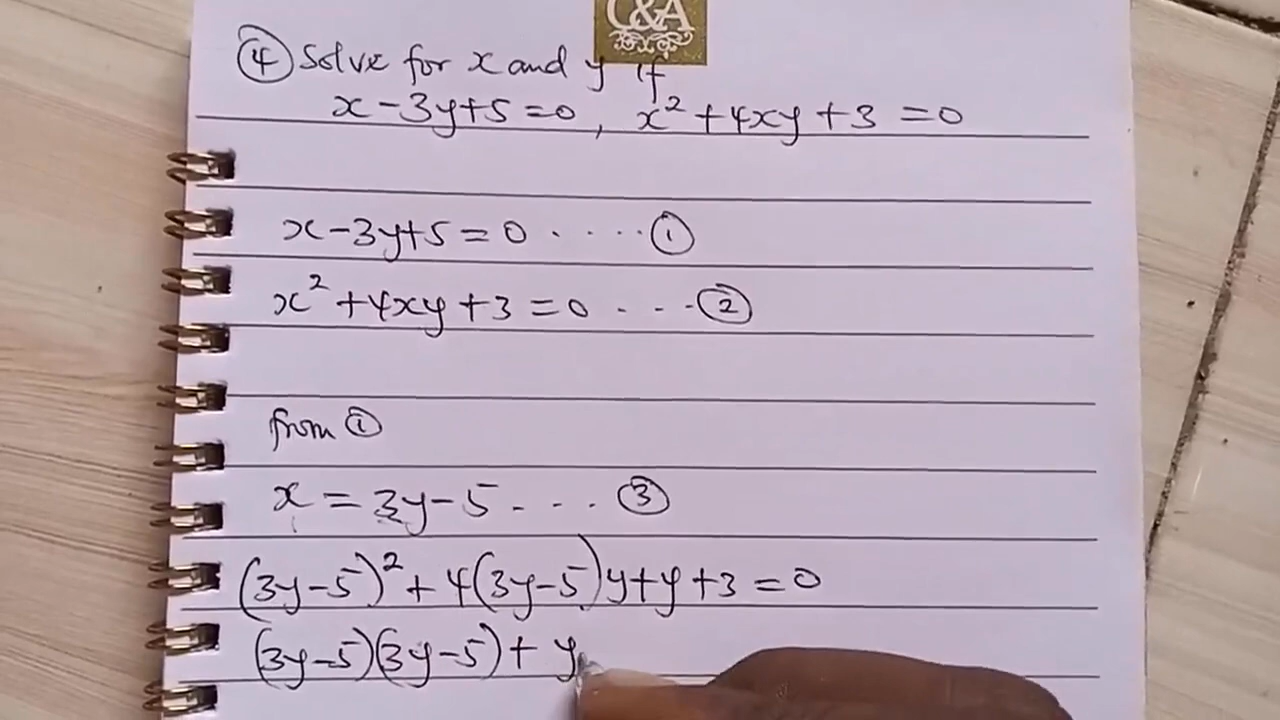 C&A
④ Solve for x and y if
x - 3y + 5 = 0 , x² + 4xy + 3 = 0
x - 3y + 5 = 0 ..... ①
x² + 4xy + 3 = 0 ... ②
from ①
x = 3y - 5 ... ③
(3y - 5)² + 4(3y - 5)y + y + 3 = 0
(3y - 5)(3y - 5) + y